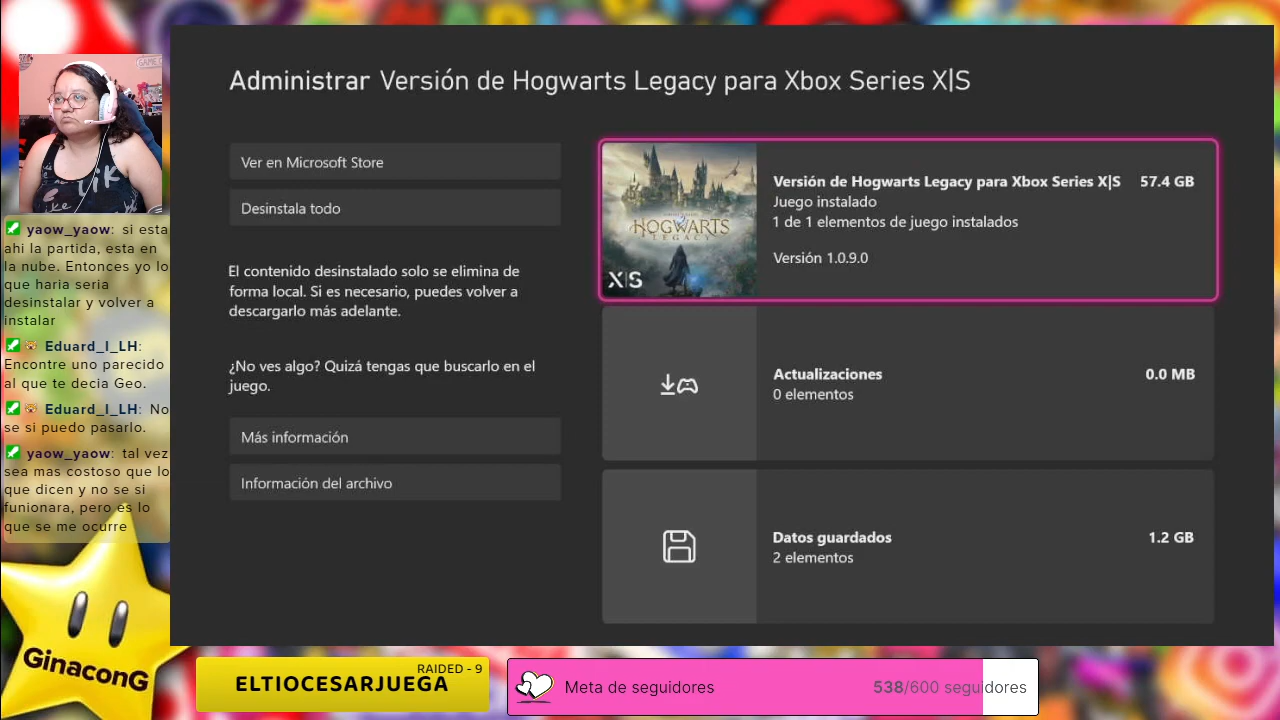 Administrar Versión de Hogwarts Legacy para Xbox Series X|S
Ver en Microsoft Store
Desinstala todo
El contenido desinstalado solo se elimina de
forma local. Si es necesario, puedes volver a
descargarlo más adelante.
¿No ves algo? Quizá tengas que buscarlo en el
juego.
Más información
Información del archivo
HOGWARTS
LEGACY
X|S
Versión de Hogwarts Legacy para Xbox Series X|S 57.4 GB
Juego instalado
1 de 1 elementos de juego instalados
Versión 1.0.9.0
Actualizaciones 0.0 MB
0 elementos
Datos guardados 1.2 GB
2 elementos
yaow_yaow: si esta
ahi la partida, esta en
la nube. Entonces yo lo
que haria seria
desinstalar y volver a
instalar
Eduard_I_LH:
Encontre uno parecido
al que te decia Geo.
Eduard_I_LH: No
se si puedo pasarlo.
yaow_yaow: tal vez
sea mas costoso que lo
que dicen y no se si
funionara, pero es lo
que se me ocurre
GinaconG
RAIDED - 9
ELTIOCESARJUEGA
Meta de seguidores 538/600 seguidores